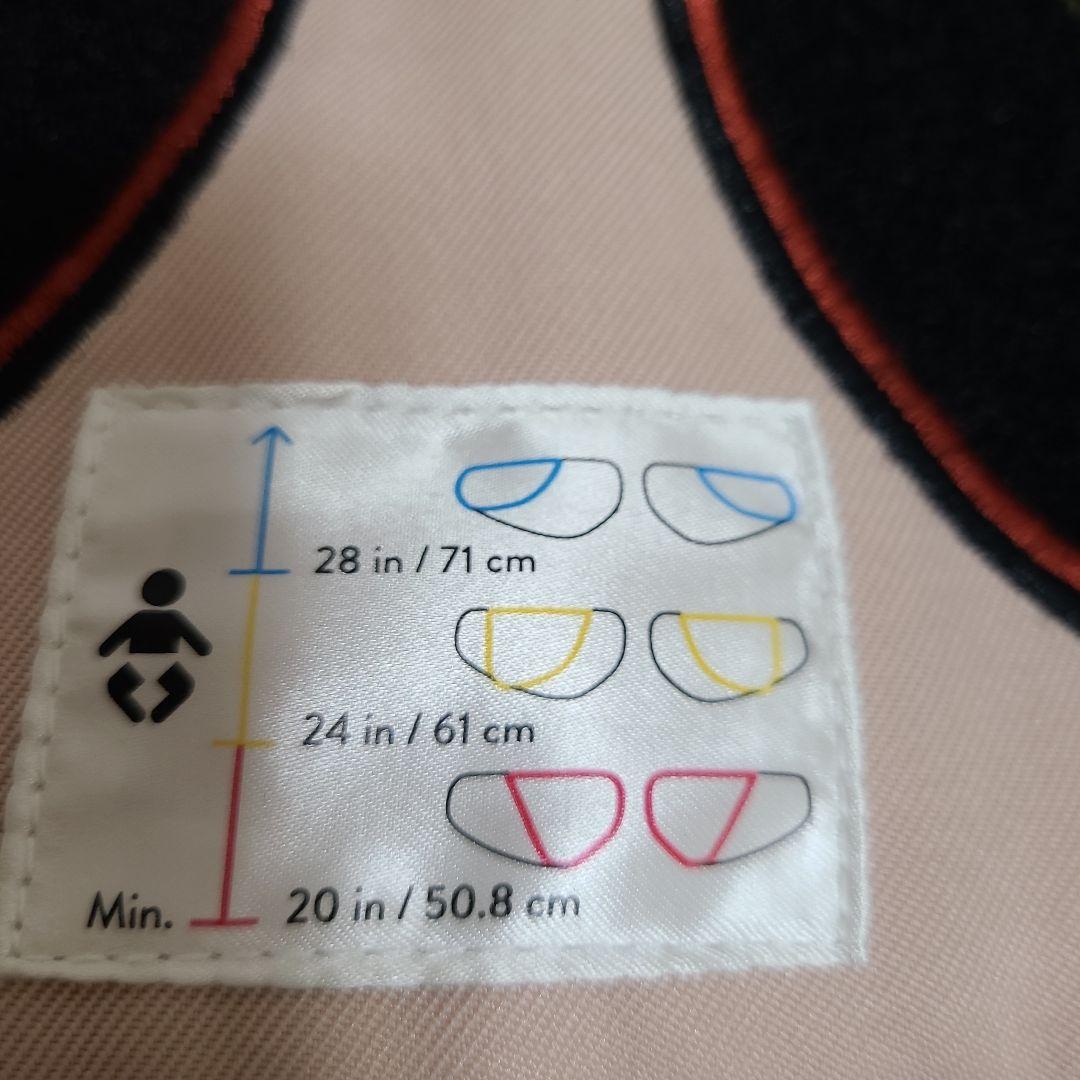 28 in / 71 cm
24 in / 61 cm
Min. 20 in / 50.8 cm